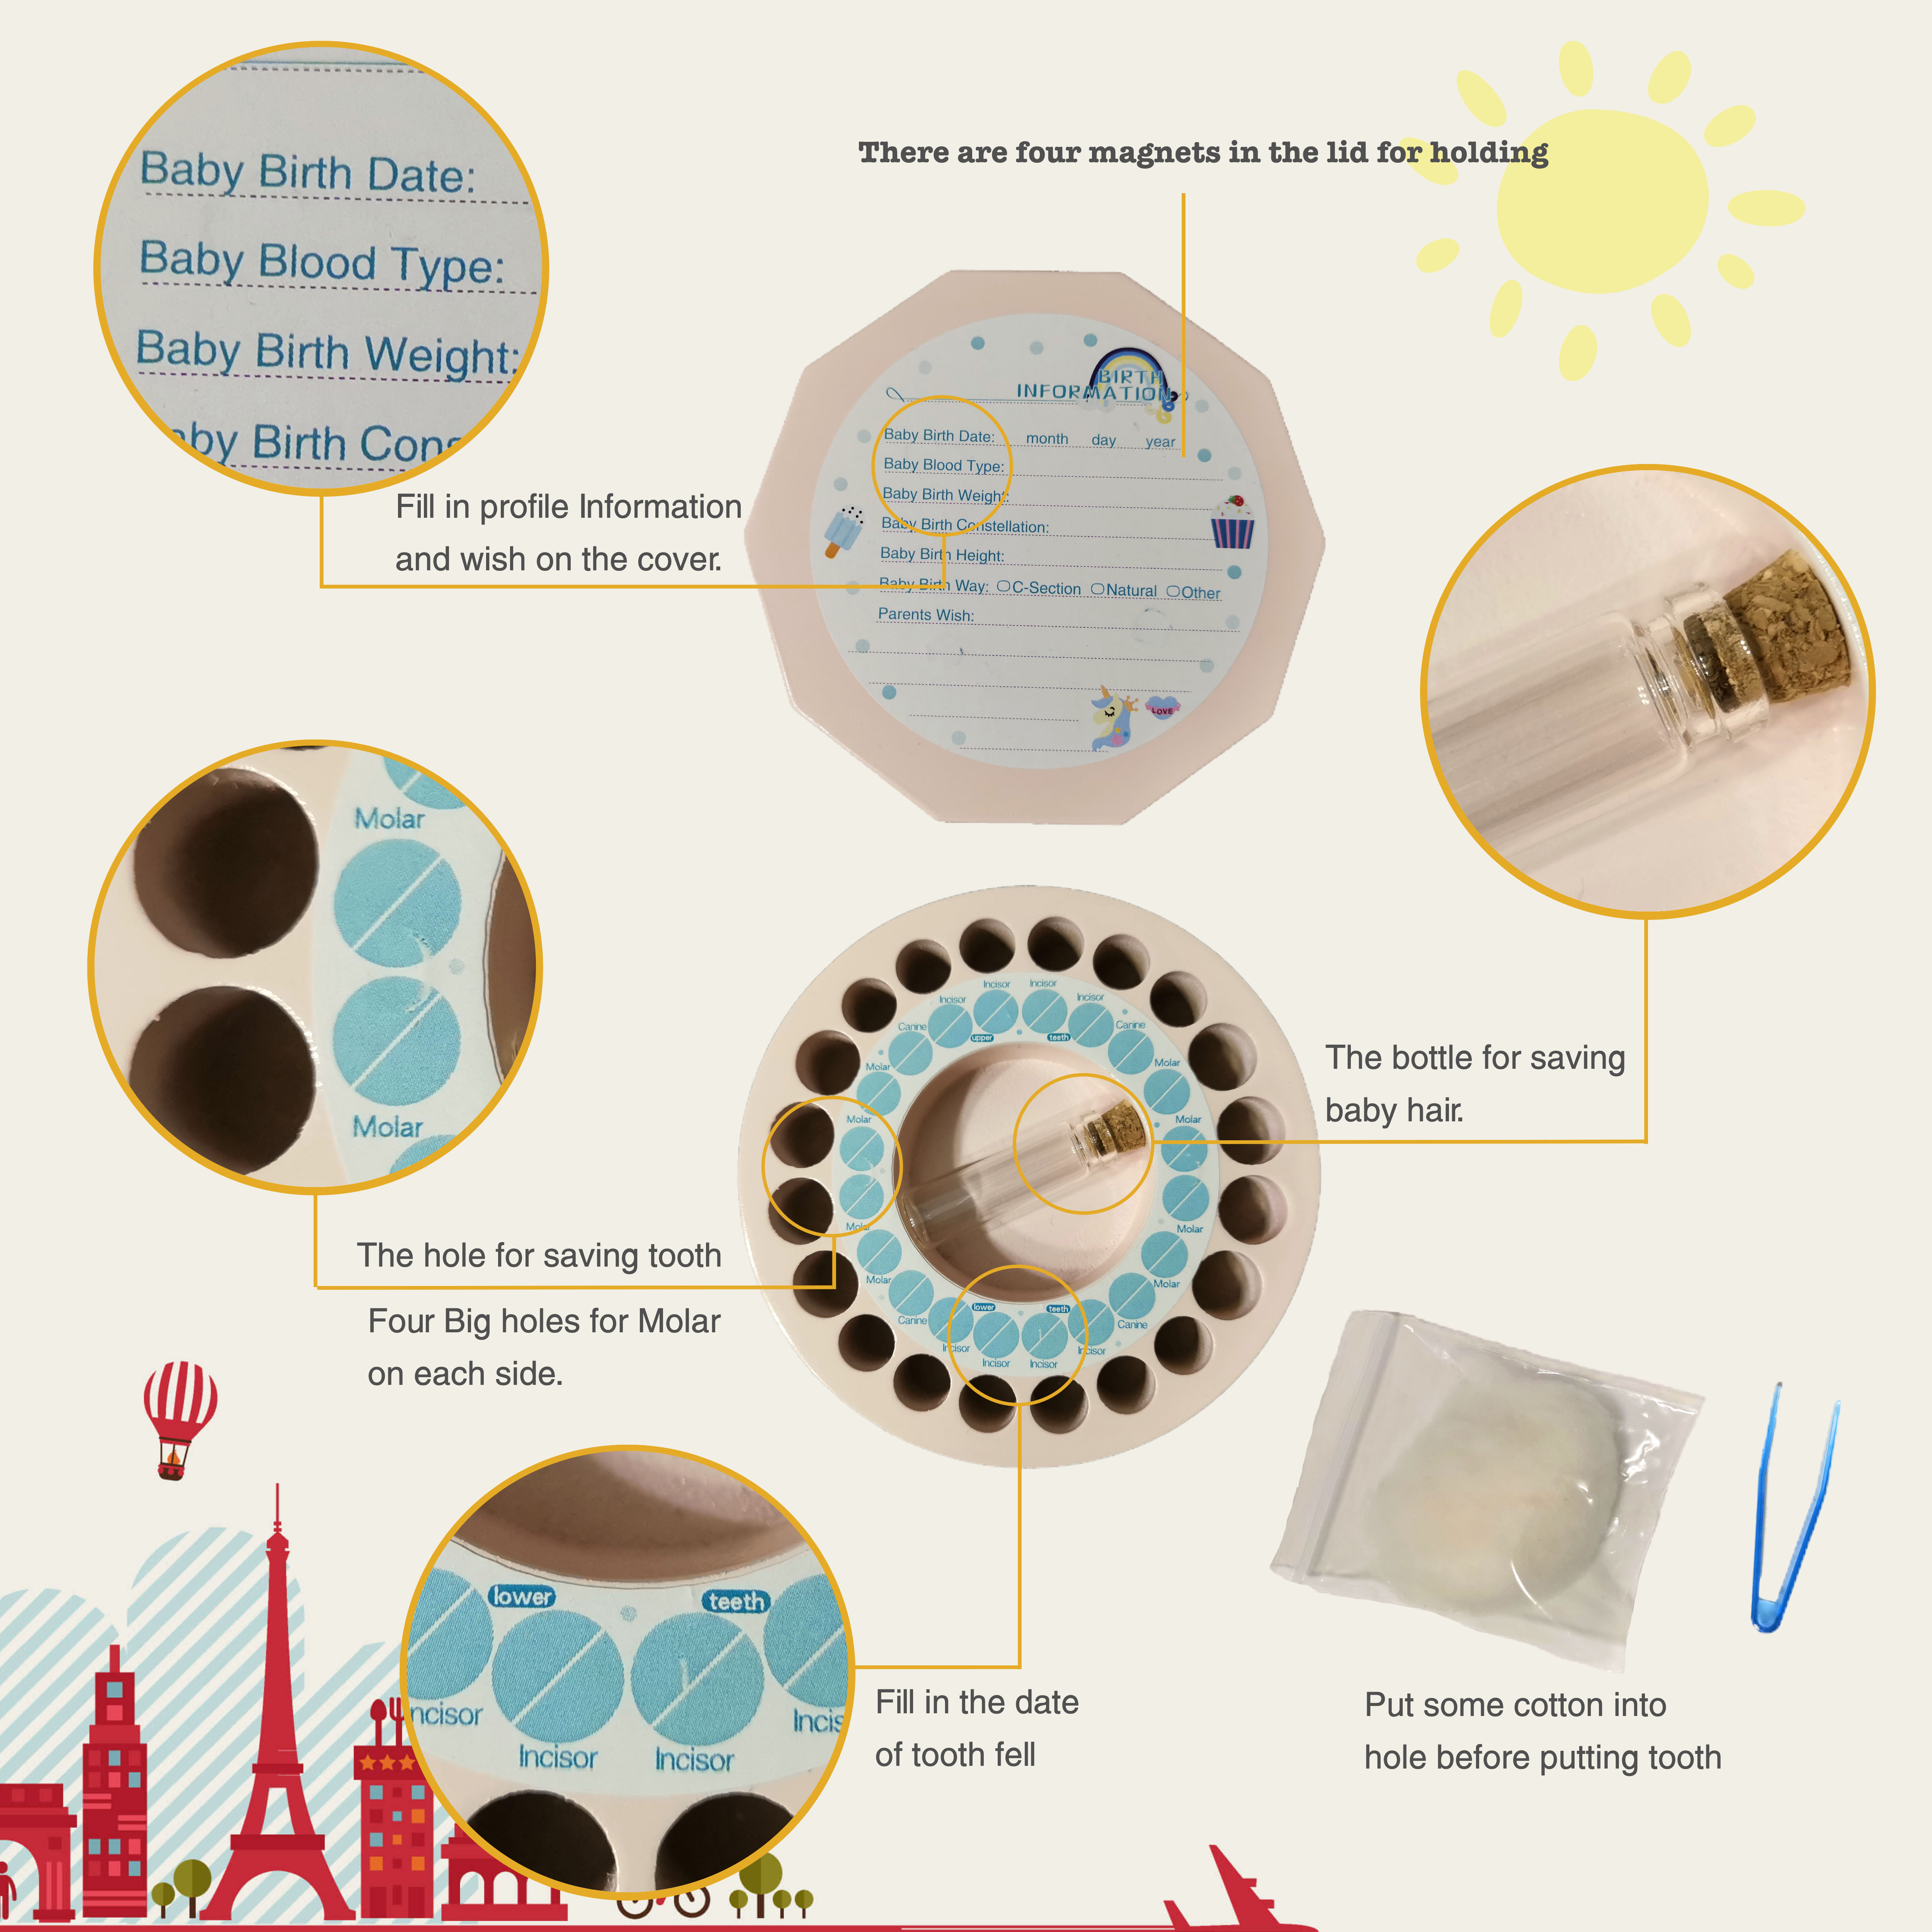 There are four magnets in the lid for holding
Baby Birth Date:
Baby Blood Type:
Baby Birth Weight:
Baby Birth Cons
Fill in profile Information
and wish on the cover.
BIRTH
INFORMATION
Baby Birth Date: month day year
Baby Blood Type:
Baby Birth Weight:
Baby Birth Constellation:
Baby Birth Height:
Baby Birth Way: C-Section Natural Other
Parents Wish:
LOVE
Molar
Molar
The hole for saving tooth
Four Big holes for Molar
on each side.
Incisor Incisor
Incisor Incisor
Canine Canine
upper teeth
Molar Molar
Molar Molar
Molar Molar
Molar Molar
lower teeth
Canine Canine
Incisor Incisor
Incisor Incisor
The bottle for saving
baby hair.
lower teeth
ncisor Incisor Incisor Incis
Fill in the date
of tooth fell
Put some cotton into
hole before putting tooth